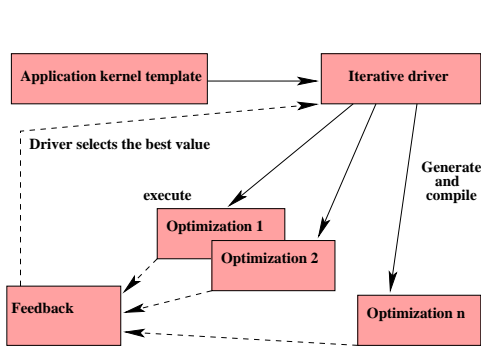 Application kernel template
Iterative driver
Driver selects the best value
Generate
and
compile
execute
Optimization 1
Optimization 2
Feedback
Optimization n